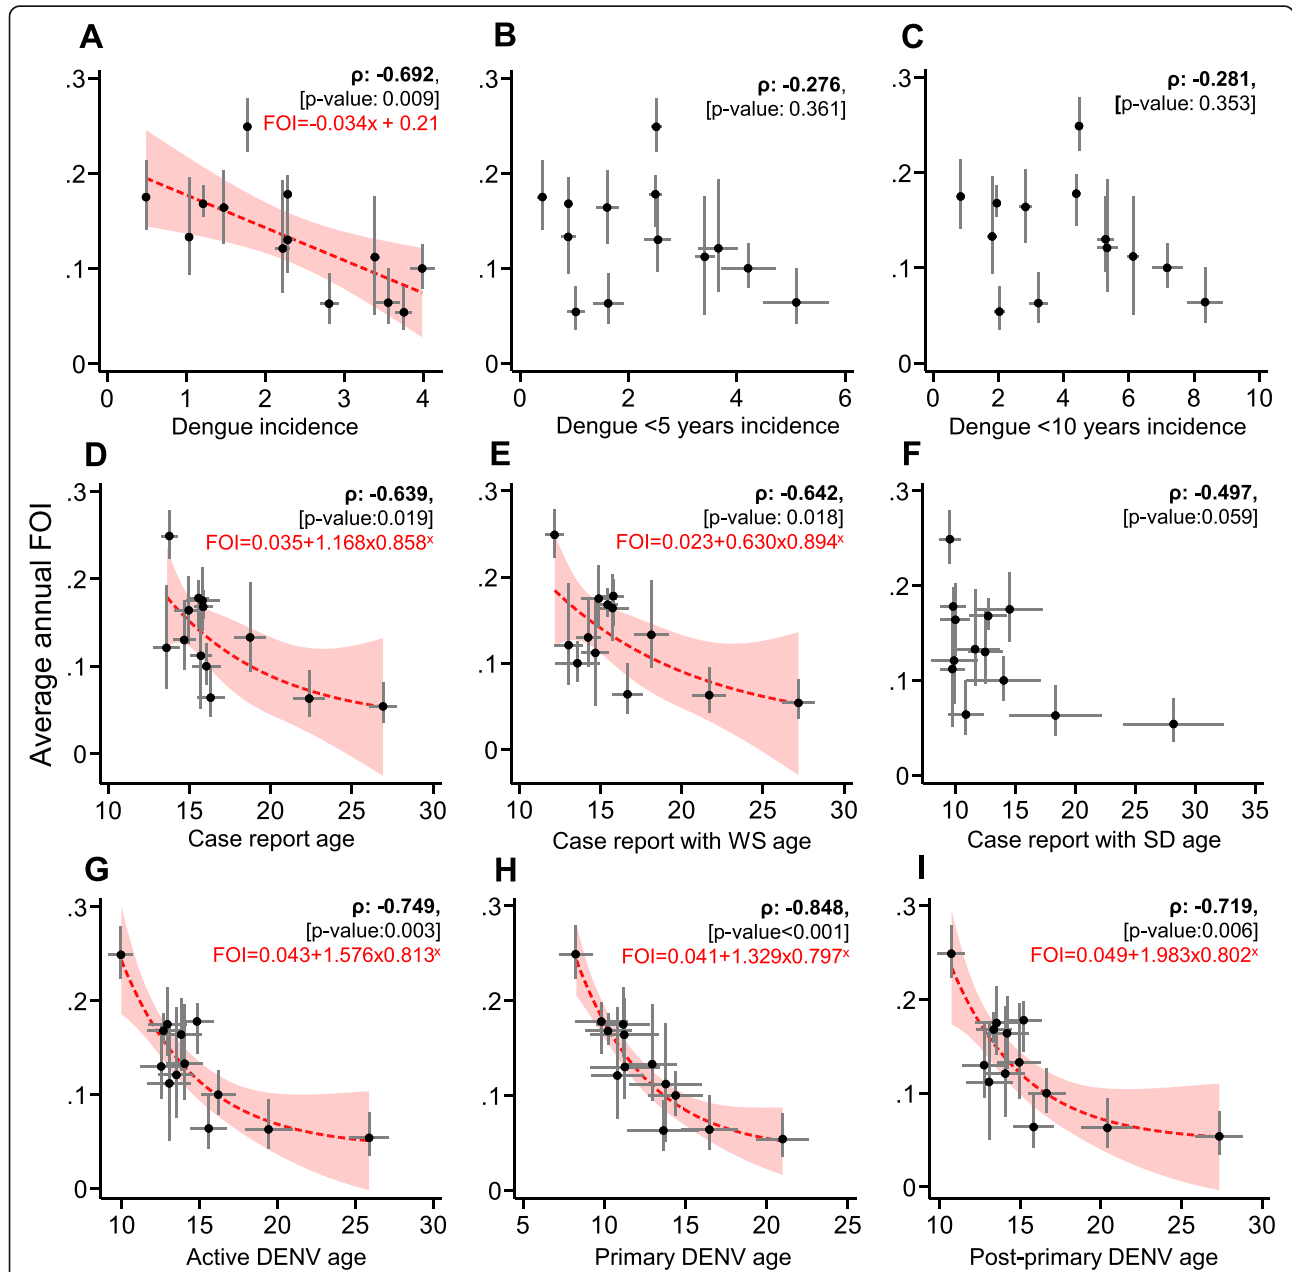 A
ρ: -0.692,
[p-value: 0.009]
FOI=-0.034x + 0.21
.3
.2
.1
0
0 1 2 3 4
Dengue incidence
B
ρ: -0.276,
[p-value: 0.361]
.3
.2
.1
0
0 2 4 6
Dengue <5 years incidence
C
ρ: -0.281,
[p-value: 0.353]
.3
.2
.1
0
0 2 4 6 8 10
Dengue <10 years incidence
Average annual FOI
D
ρ: -0.639,
[p-value:0.019]
FOI=0.035+1.168x0.858ˣ
.3
.2
.1
0
10 15 20 25 30
Case report age
E
ρ: -0.642,
[p-value: 0.018]
FOI=0.023+0.630x0.894ˣ
.3
.2
.1
0
10 15 20 25 30
Case report with WS age
F
ρ: -0.497,
[p-value:0.059]
.3
.2
.1
0
10 15 20 25 30 35
Case report with SD age
G
ρ: -0.749,
[p-value:0.003]
FOI=0.043+1.576x0.813ˣ
.3
.2
.1
0
10 15 20 25 30
Active DENV age
H
ρ: -0.848,
[p-value<0.001]
FOI=0.041+1.329x0.797ˣ
.3
.2
.1
0
5 10 15 20 25
Primary DENV age
I
ρ: -0.719,
[p-value:0.006]
FOI=0.049+1.983x0.802ˣ
.3
.2
.1
0
10 15 20 25 30
Post-primary DENV age